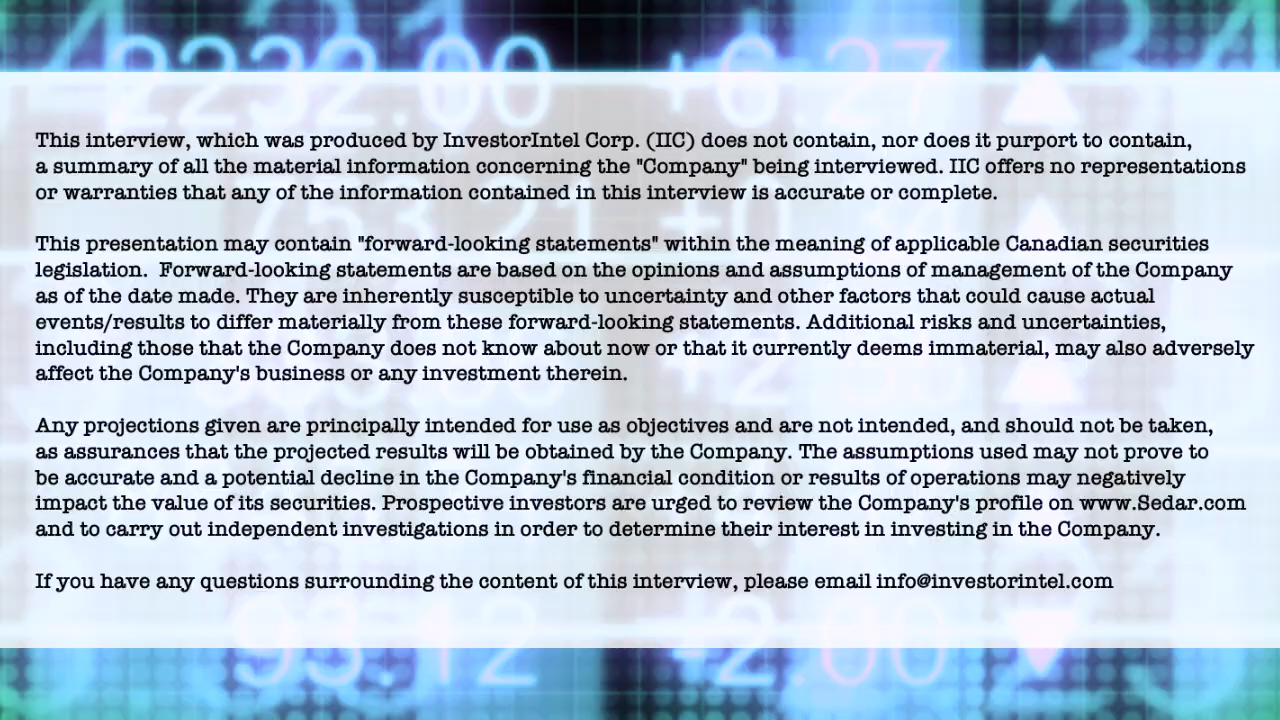 2232.00 +6.27
This interview, which was produced by InvestorIntel Corp. (IIC) does not contain, nor does it purport to contain,
a summary of all the material information concerning the "Company" being interviewed. IIC offers no representations
or warranties that any of the information contained in this interview is accurate or complete.
This presentation may contain "forward-looking statements" within the meaning of applicable Canadian securities
legislation.  Forward-looking statements are based on the opinions and assumptions of management of the Company
as of the date made. They are inherently susceptible to uncertainty and other factors that could cause actual
events/results to differ materially from these forward-looking statements. Additional risks and uncertainties,
including those that the Company does not know about now or that it currently deems immaterial, may also adversely
affect the Company's business or any investment therein.
Any projections given are principally intended for use as objectives and are not intended, and should not be taken,
as assurances that the projected results will be obtained by the Company. The assumptions used may not prove to
be accurate and a potential decline in the Company's financial condition or results of operations may negatively
impact the value of its securities. Prospective investors are urged to review the Company's profile on www.Sedar.com
and to carry out independent investigations in order to determine their interest in investing in the Company.
If you have any questions surrounding the content of this interview, please email info@investorintel.com
93.12 -2.00